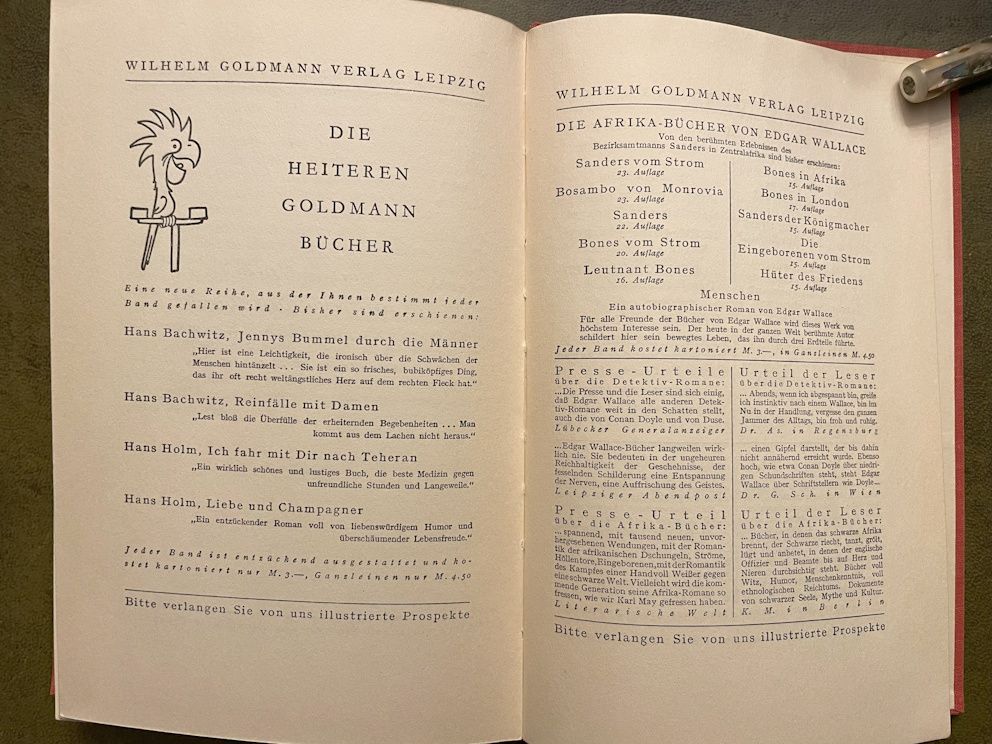 WILHELM GOLDMANN VERLAG LEIPZIG
DIE
HEITEREN
GOLDMANN
BÜCHER
Eine neue Reihe, aus der Ihnen bestimmt jeder
Band gefallen wird · Bisher sind erschienen:
Hans Bachwitz, Jennys Bummel durch die Männer
„Hier ist eine Leichtigkeit, die ironisch über die Schwächen der
Menschen hintänzelt ... Sie ist ein so frisches, bubiköpfiges Ding,
das ihr oft recht weltängstliches Herz auf dem rechten Fleck hat.“
Hans Bachwitz, Reinfälle mit Damen
„Lest bloß die Überfülle der erheiternden Begebenheiten ... Man
kommt aus dem Lachen nicht heraus.“
Hans Holm, Ich fahr mit Dir nach Teheran
„Ein wirklich schönes und lustiges Buch, die beste Medizin gegen
unfreundliche Stunden und Langeweile.“
Hans Holm, Liebe und Champagner
„Ein entzückender Roman voll von liebenswürdigem Humor und
überschäumender Lebensfreude.“
Jeder Band ist entzückend ausgestattet und ko-
stet kartoniert nur M. 3.—, Ganzleinen nur M. 4.50
Bitte verlangen Sie von uns illustrierte Prospekte
WILHELM GOLDMANN VERLAG LEIPZIG
DIE AFRIKA-BÜCHER VON EDGAR WALLACE
Von den berühmten Erlebnissen des
Bezirksamtmanns Sanders in Zentralafrika sind bisher erschienen:
Sanders vom Strom
23. Auflage
Bosambo von Monrovia
23. Auflage
Sanders
22. Auflage
Bones vom Strom
20. Auflage
Leutnant Bones
16. Auflage
Bones in Afrika
15. Auflage
Bones in London
17. Auflage
Sanders der Königmacher
15. Auflage
Die
Eingeborenen vom Strom
15. Auflage
Hüter des Friedens
15. Auflage
Menschen
Ein autobiographischer Roman von Edgar Wallace
Für alle Freunde der Bücher von Edgar Wallace wird dieses Werk von
höchstem Interesse sein. Der heute in der ganzen Welt berühmte Autor
schildert hier sein bewegtes Leben, das ihn durch drei Erdteile führte.
Jeder Band kostet kartoniert M. 3.—, in Ganzleinen M. 4.50
Presse-Urteile
über die Detektiv-Romane:
...Die Presse und die Leser sind sich einig,
daß Edgar Wallace alle anderen Detek-
tiv-Romane weit in den Schatten stellt,
auch die von Conan Doyle und von Duse.
Lübecker Generalanzeiger
...Edgar Wallace-Bücher langweilen wirk-
lich nie. Sie bedeuten in der ungeheuren
Reichhaltigkeit der Geschehnisse, der
fesselnden Schilderung eine Entspannung
der Nerven, eine Auffrischung des Geistes.
Leipziger Abendpost
Presse-Urteil
über die Afrika-Bücher:
... spannend, mit tausend neuen, unvor-
hergesehenen Wendungen, mit der Roman-
tik der afrikanischen Dschungeln, Ströme,
Höllentore, Eingeborenen, mit der Romantik
des Kampfes einer Handvoll Weißer gegen
eine schwarze Welt. Vielleicht wird die kom-
mende Generation seine Afrika-Romane so
fressen, wie wir Karl May gefressen haben.
Literarische Welt
Urteil der Leser
über die Detektiv-Romane:
... Abends, wenn ich abgespannt bin, greife
ich instinktiv nach einem Wallace, bin im
Nu in der Handlung, vergesse den ganzen
Jammer des Alltags, bin froh und ruhig.
Dr. As. in Regensburg
... einen Gipfel darstellt, der bis dahin
nicht annähernd erreicht wurde. Ebenso
hoch, wie etwa Conan Doyle über niedri-
gen Schundschriften steht, steht Edgar
Wallace über Schriftstellern wie Doyle...
Dr. G. Sch. in Wien
Urteil der Leser
über die Afrika-Bücher:
... Bücher, in denen das schwarze Afrika
brennt, der Schwarze riecht, tanzt, grölt,
lügt und anbetet, in denen der englische
Offizier und Beamte bis auf Herz und
Nieren durchsichtig steht. Bücher voll
Witz, Humor, Menschenkenntnis, voll
ethnologischen Reichtums. Dokumente
von schwarzer Seele, Mythe und Kultur.
K. M. in Berlin
Bitte verlangen Sie von uns illustrierte Prospekte